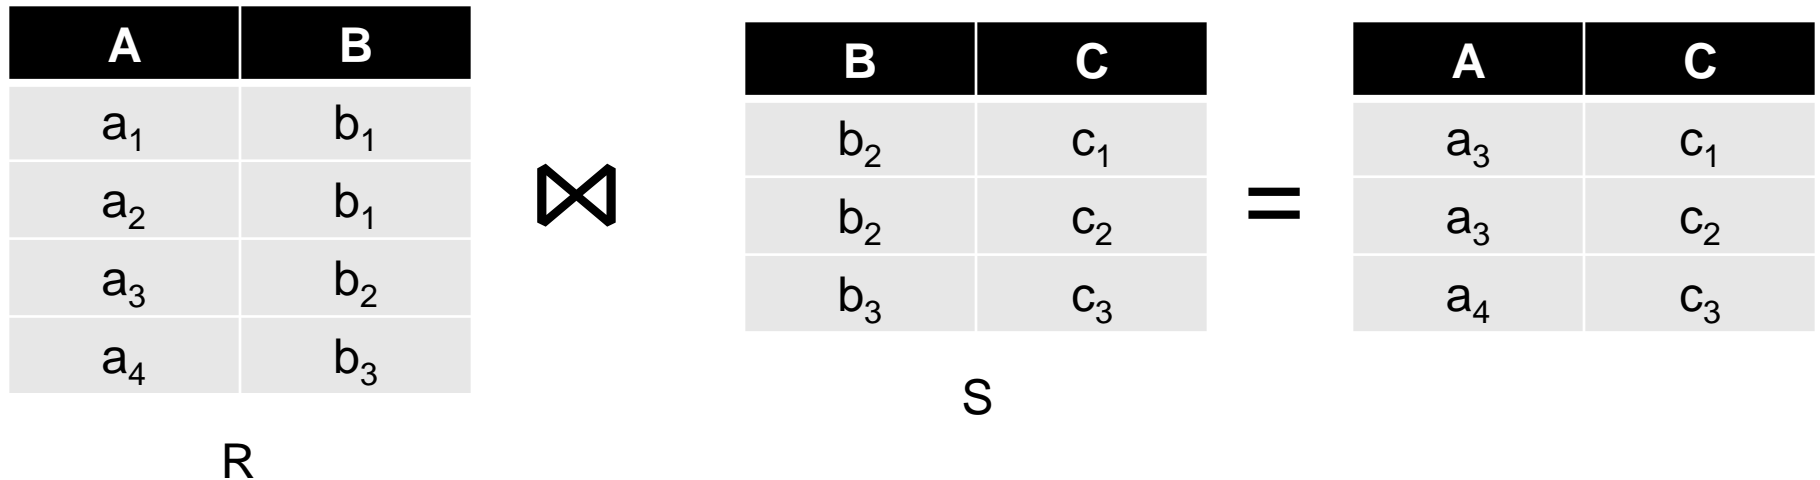 A B
a₁ b₁
a₂ b₁
a₃ b₂
a₄ b₃
R
⋈
B C
b₂ c₁
b₂ c₂
b₃ c₃
S
=
A C
a₃ c₁
a₃ c₂
a₄ c₃